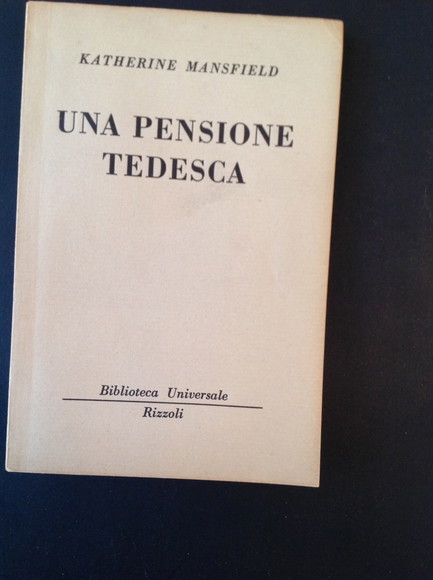 KATHERINE MANSFIELD
UNA PENSIONE
TEDESCA
Biblioteca Universale
Rizzoli